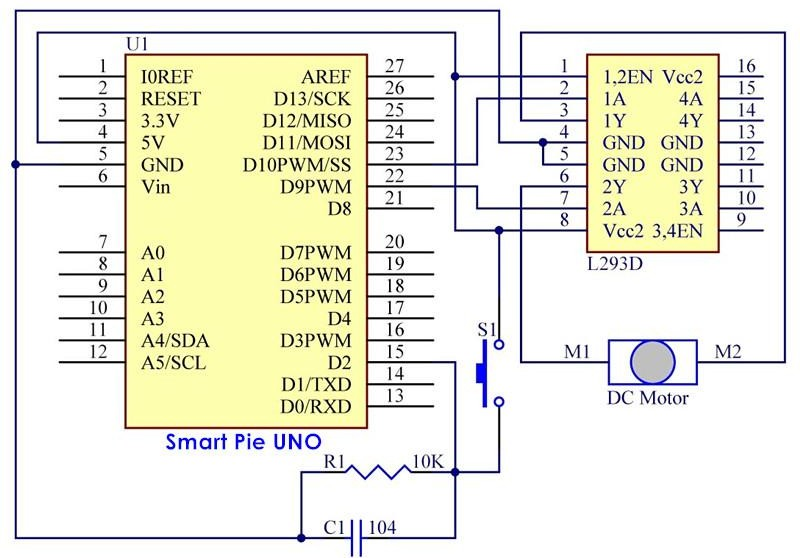 U1
1 I0REF AREF 27
2 RESET D13/SCK 26
3 3.3V D12/MISO 25
4 5V D11/MOSI 24
5 GND D10PWM/SS 23
6 Vin D9PWM 22
D8 21
7 A0 D7PWM 20
8 A1 D6PWM 19
9 A2 D5PWM 18
10 A3 D4 17
11 A4/SDA D3PWM 16
12 A5/SCL D2 15
D1/TXD 14
D0/RXD 13
Smart Pie UNO
1 1,2EN Vcc2 16
2 1A 4A 15
3 1Y 4Y 14
4 GND GND 13
5 GND GND 12
6 2Y 3Y 11
7 2A 3A 10
8 Vcc2 3,4EN 9
L293D
S1
M1 M2
DC Motor
R1 10K
C1 104